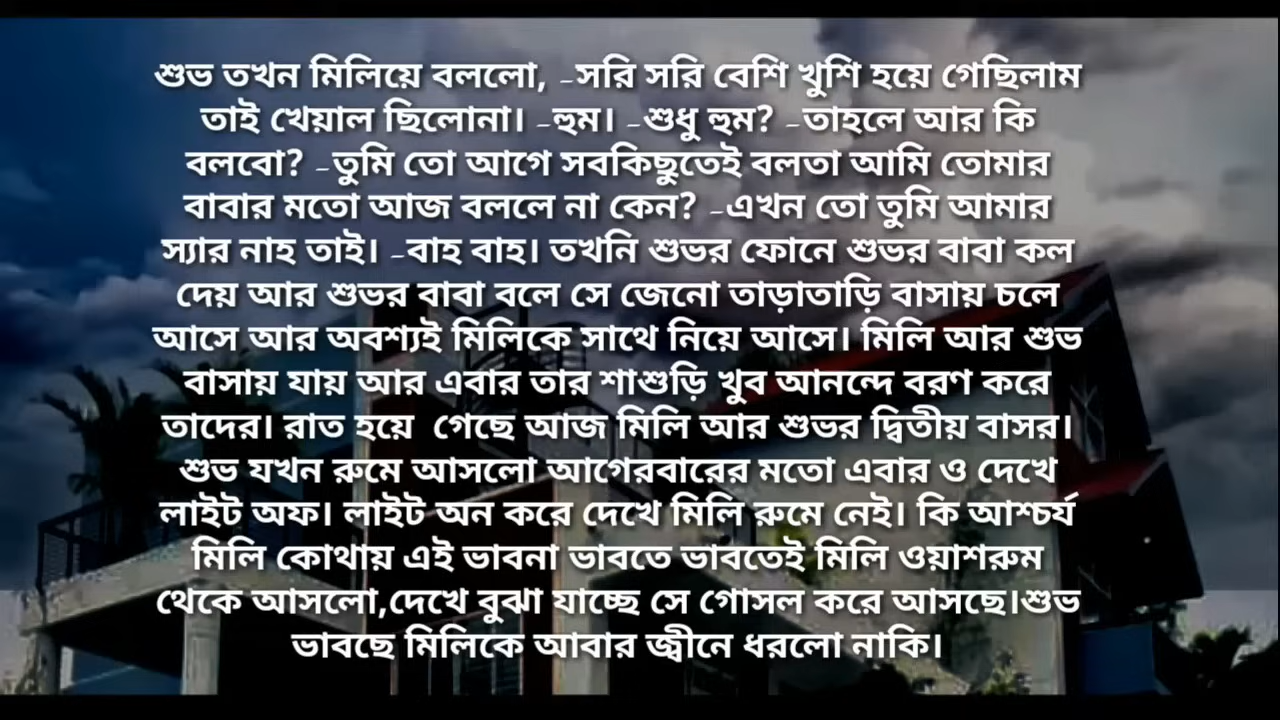 শুভ তখন মিলিয়ে বললো, -সরি সরি বেশি খুশি হয়ে গেছিলাম
তাই খেয়াল ছিলোনা। -হুম। -শুধু হুম? -তাহলে আর কি
বলবো? -তুমি তো আগে সবকিছুতেই বলতা আমি তোমার
বাবার মতো আজ বললে না কেন? -এখন তো তুমি আমার
স্যার নাহ তাই। -বাহ বাহ। তখনি শুভর ফোনে শুভর বাবা কল
দেয় আর শুভর বাবা বলে সে জেনো তাড়াতাড়ি বাসায় চলে
আসে আর অবশ্যই মিলিকে সাথে নিয়ে আসে। মিলি আর শুভ
বাসায় যায় আর এবার তার শাশুড়ি খুব আনন্দে বরণ করে
তাদের। রাত হয়ে  গেছে আজ মিলি আর শুভর দ্বিতীয় বাসর।
শুভ যখন রুমে আসলো আগেরবারের মতো এবার ও দেখে
লাইট অফ। লাইট অন করে দেখে মিলি রুমে নেই। কি আশ্চর্য
মিলি কোথায় এই ভাবনা ভাবতে ভাবতেই মিলি ওয়াশরুম
থেকে আসলো,দেখে বুঝা যাচ্ছে সে গোসল করে আসছে।শুভ
ভাবছে মিলিকে আবার জ্বীনে ধরলো নাকি।